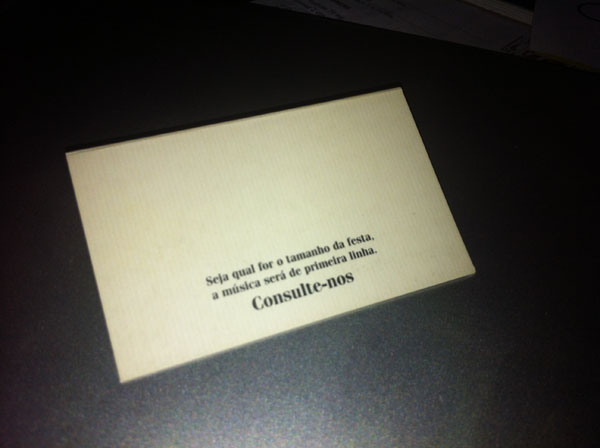 Seja qual for o tamanho da festa,
a música será de primeira linha.
Consulte-nos